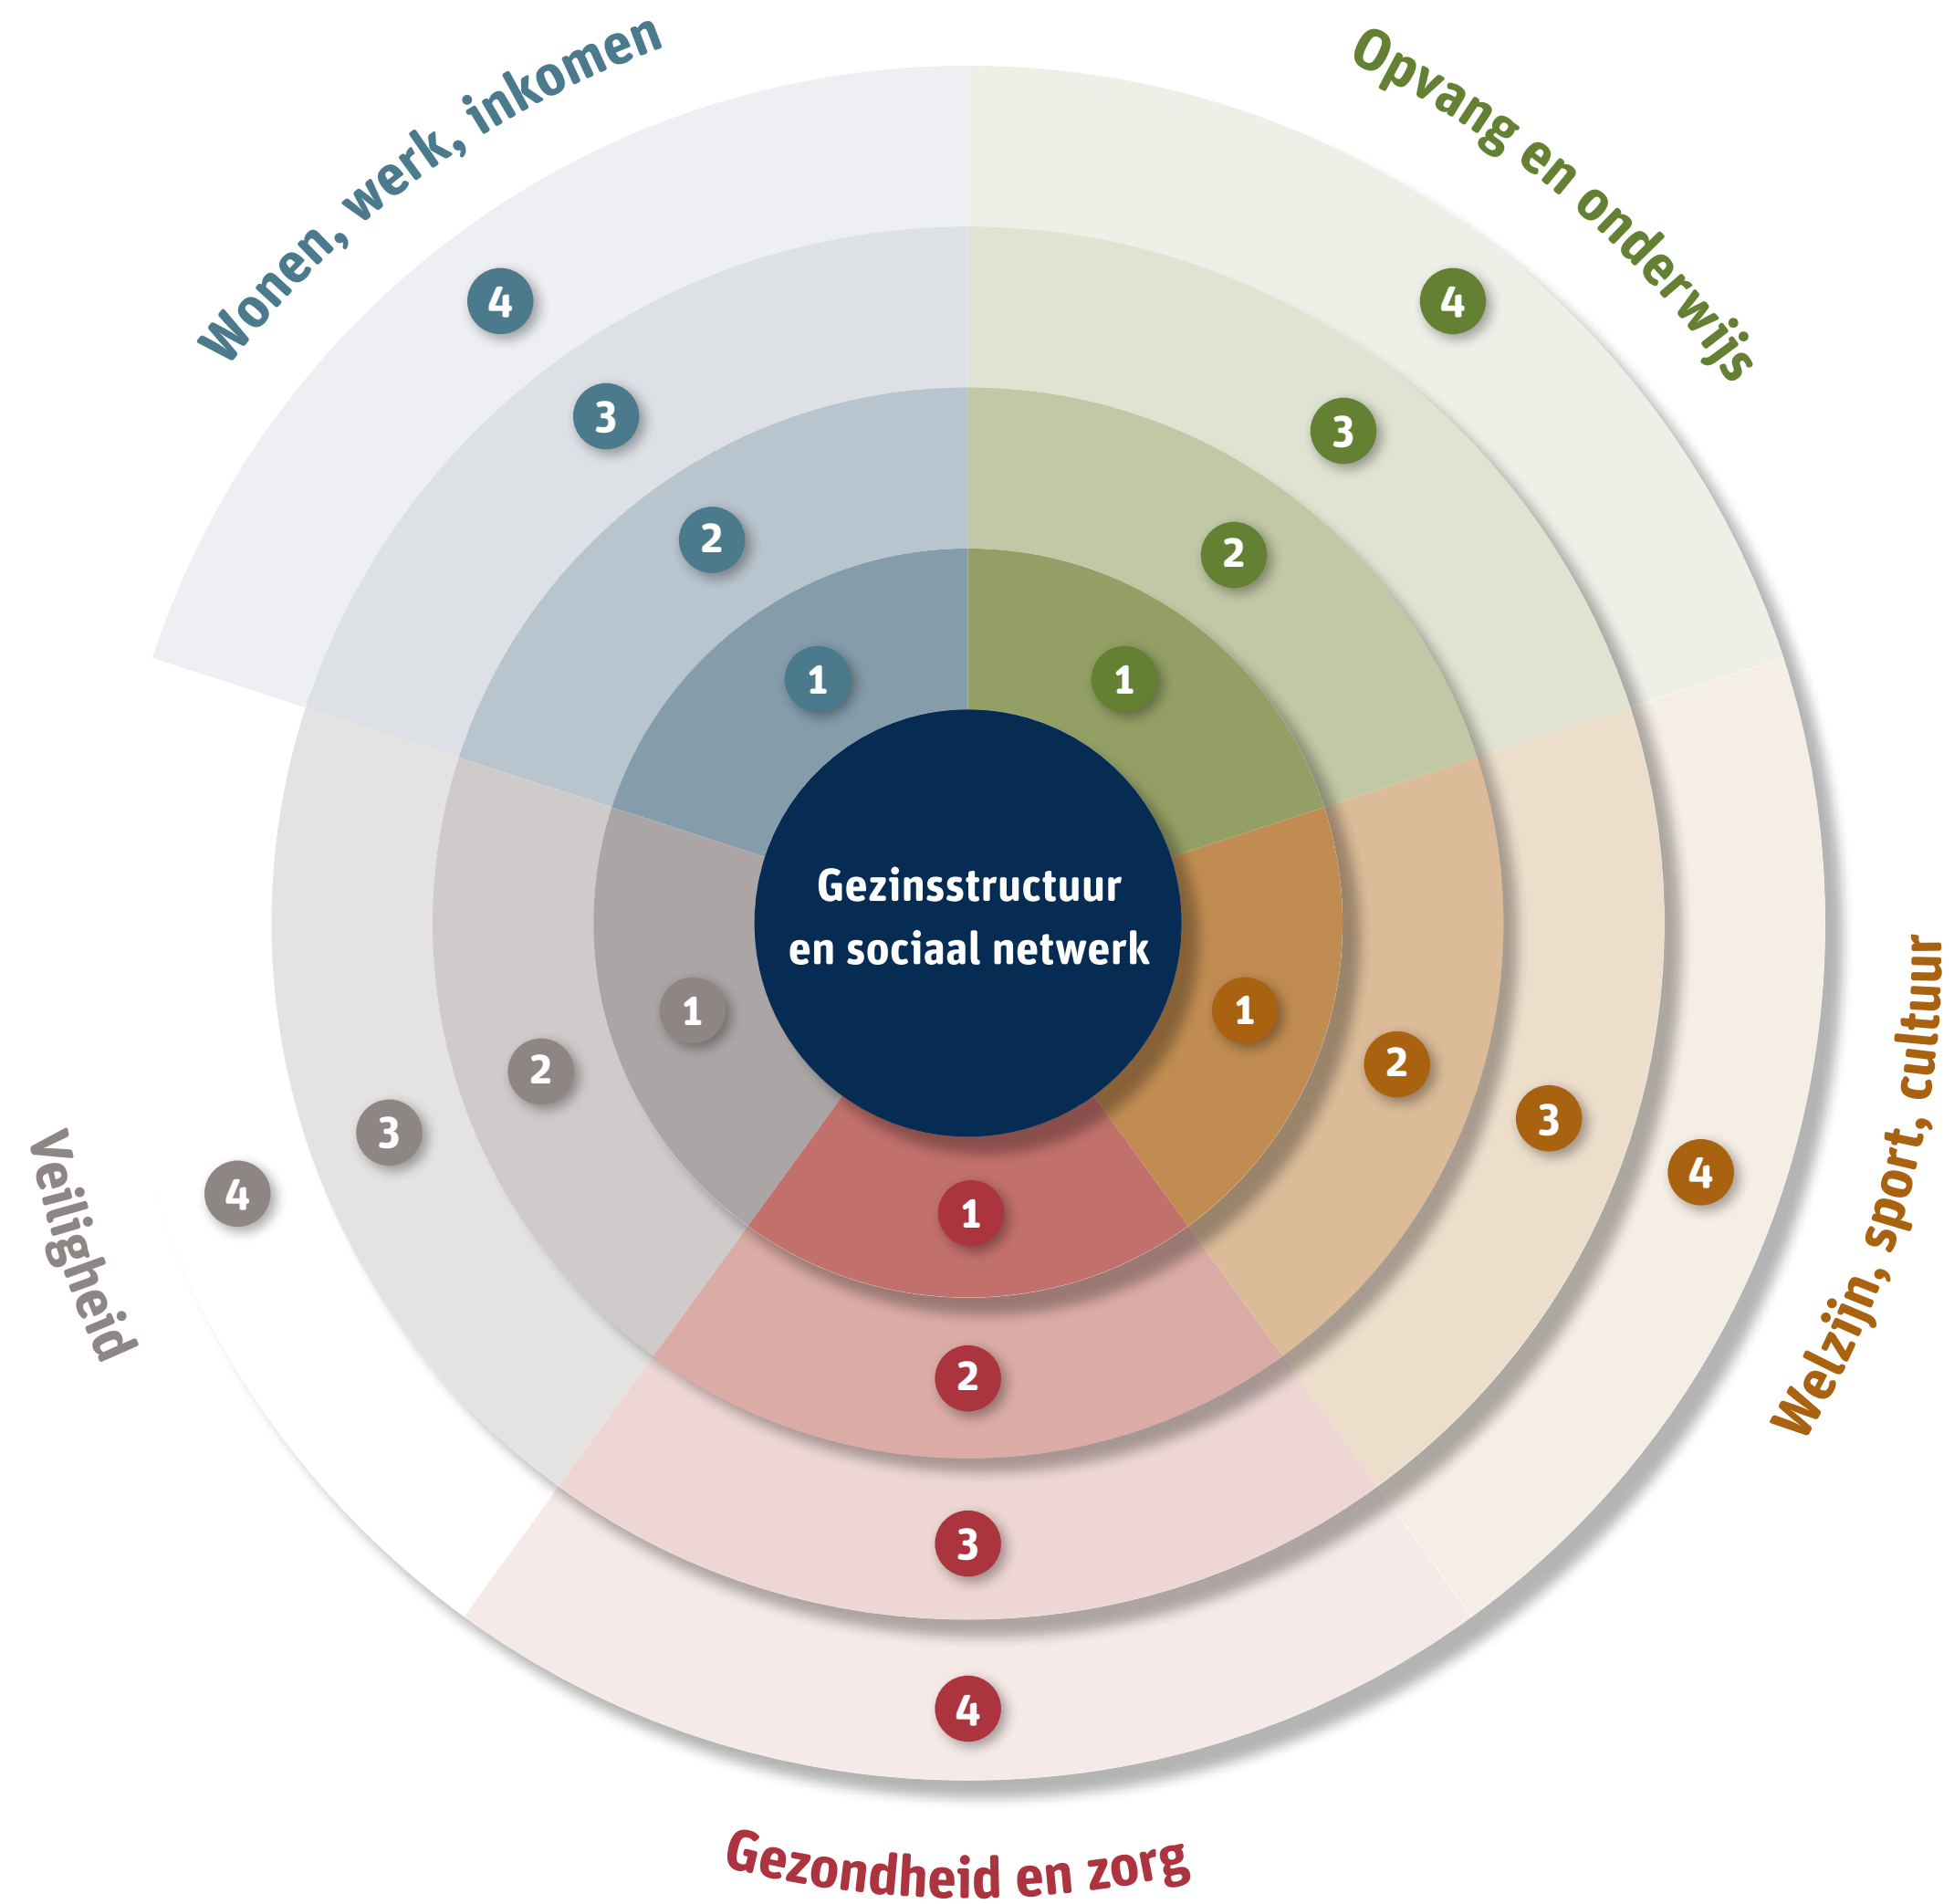 Wonen, werk, inkomen
Opvang en onderwijs
4
4
3
3
2
2
1
1
Gezinsstructuur
en sociaal netwerk
1
1
2
2
3
3
4
4
Veiligheid
Welzijn, sport, cultuur
1
2
3
4
Gezondheid en zorg